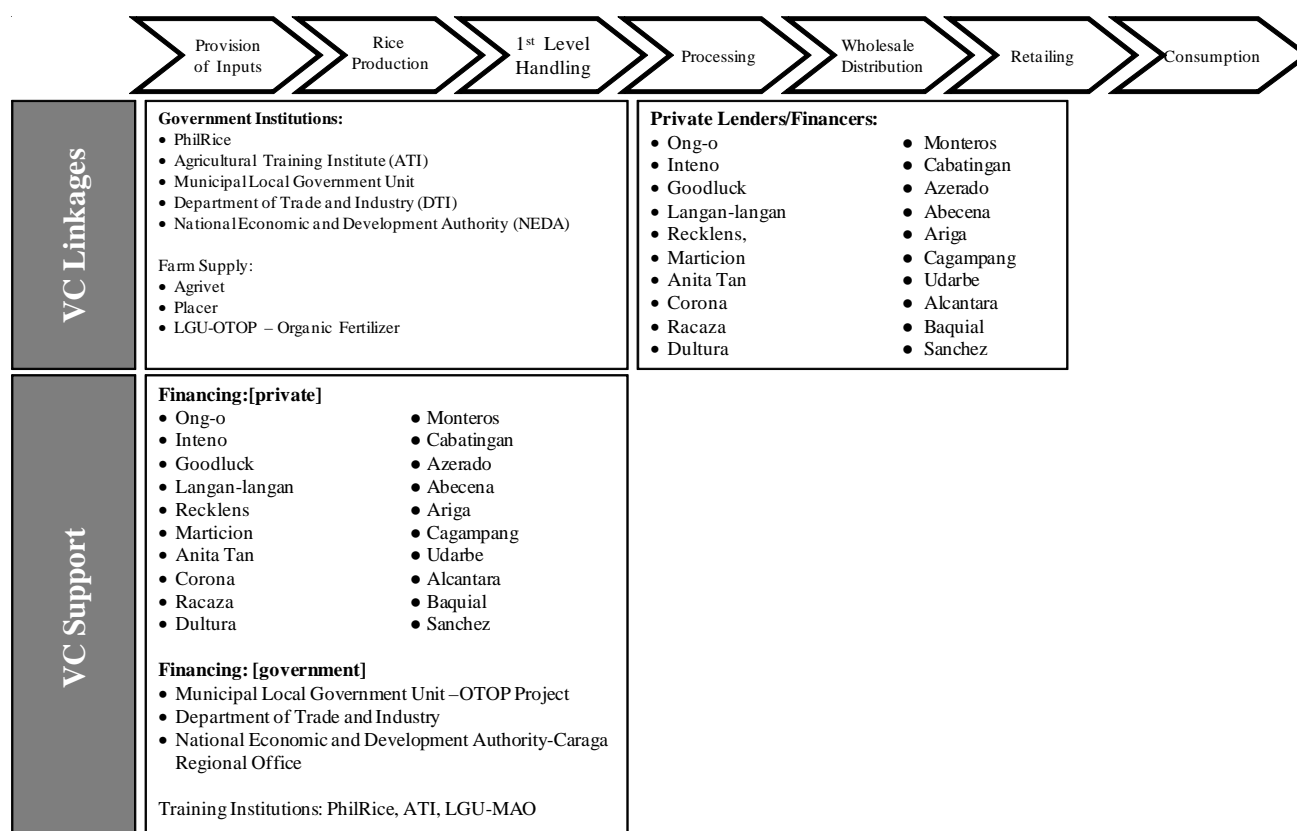 Provision
of Inputs
Rice
Production
1st Level
Handling
Processing
Wholesale
Distribution
Retailing
Consumption
VC Linkages
Government Institutions:
• PhilRice
• Agricultural Training Institute (ATI)
• Municipal Local Government Unit
• Department of Trade and Industry (DTI)
• National Economic and Development Authority (NEDA)
Farm Supply:
• Agrivet
• Placer
• LGU-OTOP – Organic Fertilizer
Private Lenders/Financers:
• Ong-o
• Inteno
• Goodluck
• Langan-langan
• Recklens,
• Marticion
• Anita Tan
• Corona
• Racaza
• Dultura
● Monteros
● Cabatingan
● Azerado
● Abecena
● Ariga
● Cagampang
● Udarbe
● Alcantara
● Baquial
● Sanchez
VC Support
Financing:[private]
• Ong-o
• Inteno
• Goodluck
• Langan-langan
• Recklens
• Marticion
• Anita Tan
• Corona
• Racaza
• Dultura
● Monteros
● Cabatingan
● Azerado
● Abecena
● Ariga
● Cagampang
● Udarbe
● Alcantara
● Baquial
● Sanchez
Financing: [government]
• Municipal Local Government Unit –OTOP Project
• Department of Trade and Industry
• National Economic and Development Authority-Caraga
Regional Office
Training Institutions: PhilRice, ATI, LGU-MAO